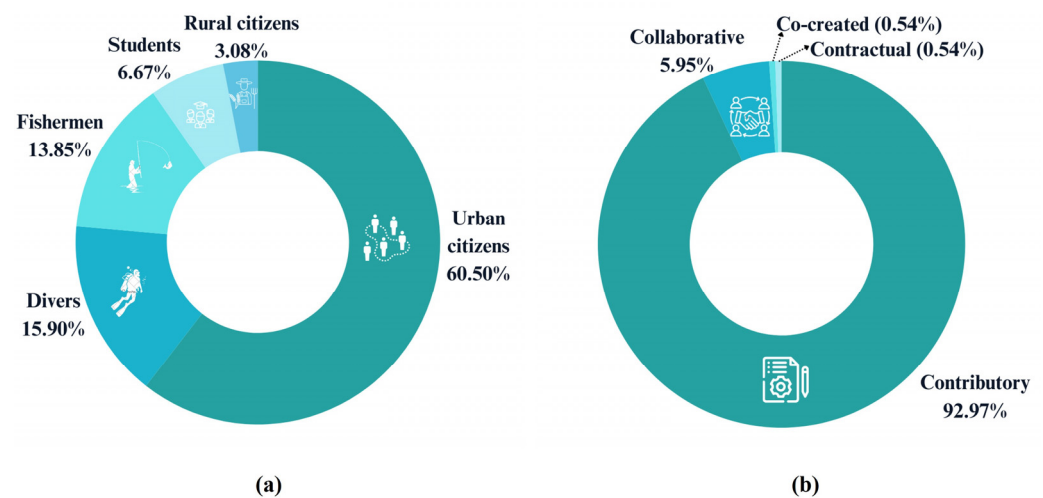 Rural citizens
3.08%
Students
6.67%
Fishermen
13.85%
Divers
15.90%
Urban
citizens
60.50%
(a)
Co-created (0.54%)
Contractual (0.54%)
Collaborative
5.95%
Contributory
92.97%
(b)